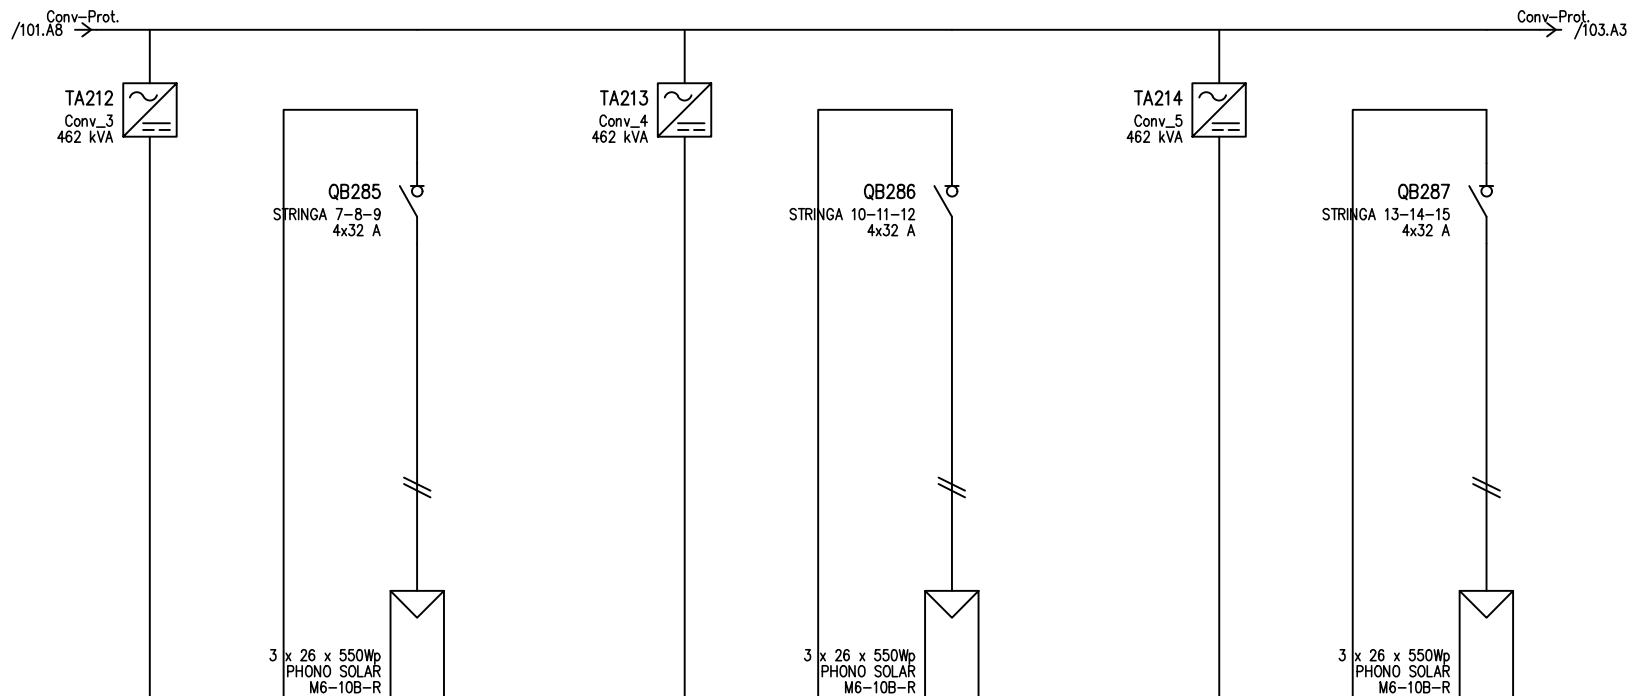 Conv-Prot.
/101.A8
Conv-Prot.
/103.A3
TA212
Conv_3
462 kVA
TA213
Conv_4
462 kVA
TA214
Conv_5
462 kVA
QB285
STRINGA 7-8-9
4x32 A
QB286
STRINGA 10-11-12
4x32 A
QB287
STRINGA 13-14-15
4x32 A
3 x 26 x 550Wp
PHONO SOLAR
M6-10B-R
3 x 26 x 550Wp
PHONO SOLAR
M6-10B-R
3 x 26 x 550Wp
PHONO SOLAR
M6-10B-R